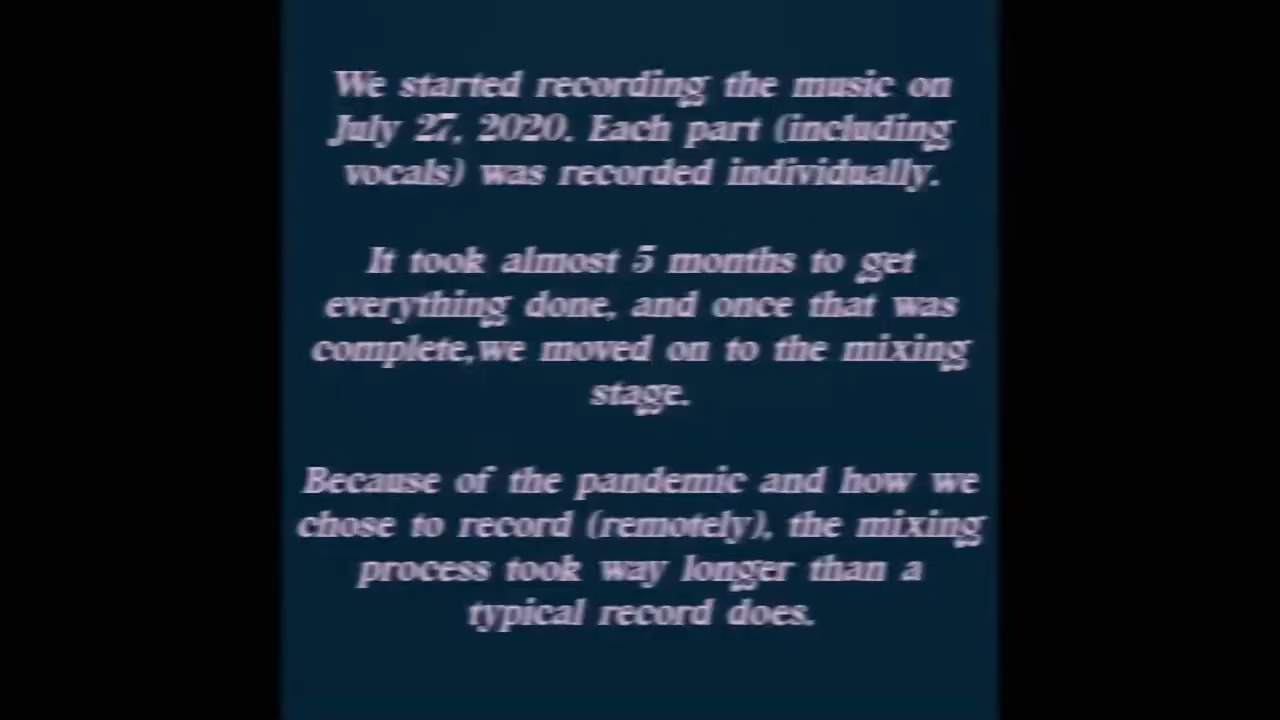 We started recording the music on
July 27, 2020. Each part (including
vocals) was recorded individually.
It took almost 5 months to get
everything done, and once that was
complete,we moved on to the mixing
stage.
Because of the pandemic and how we
chose to record (remotely), the mixing
process took way longer than a
typical record does.